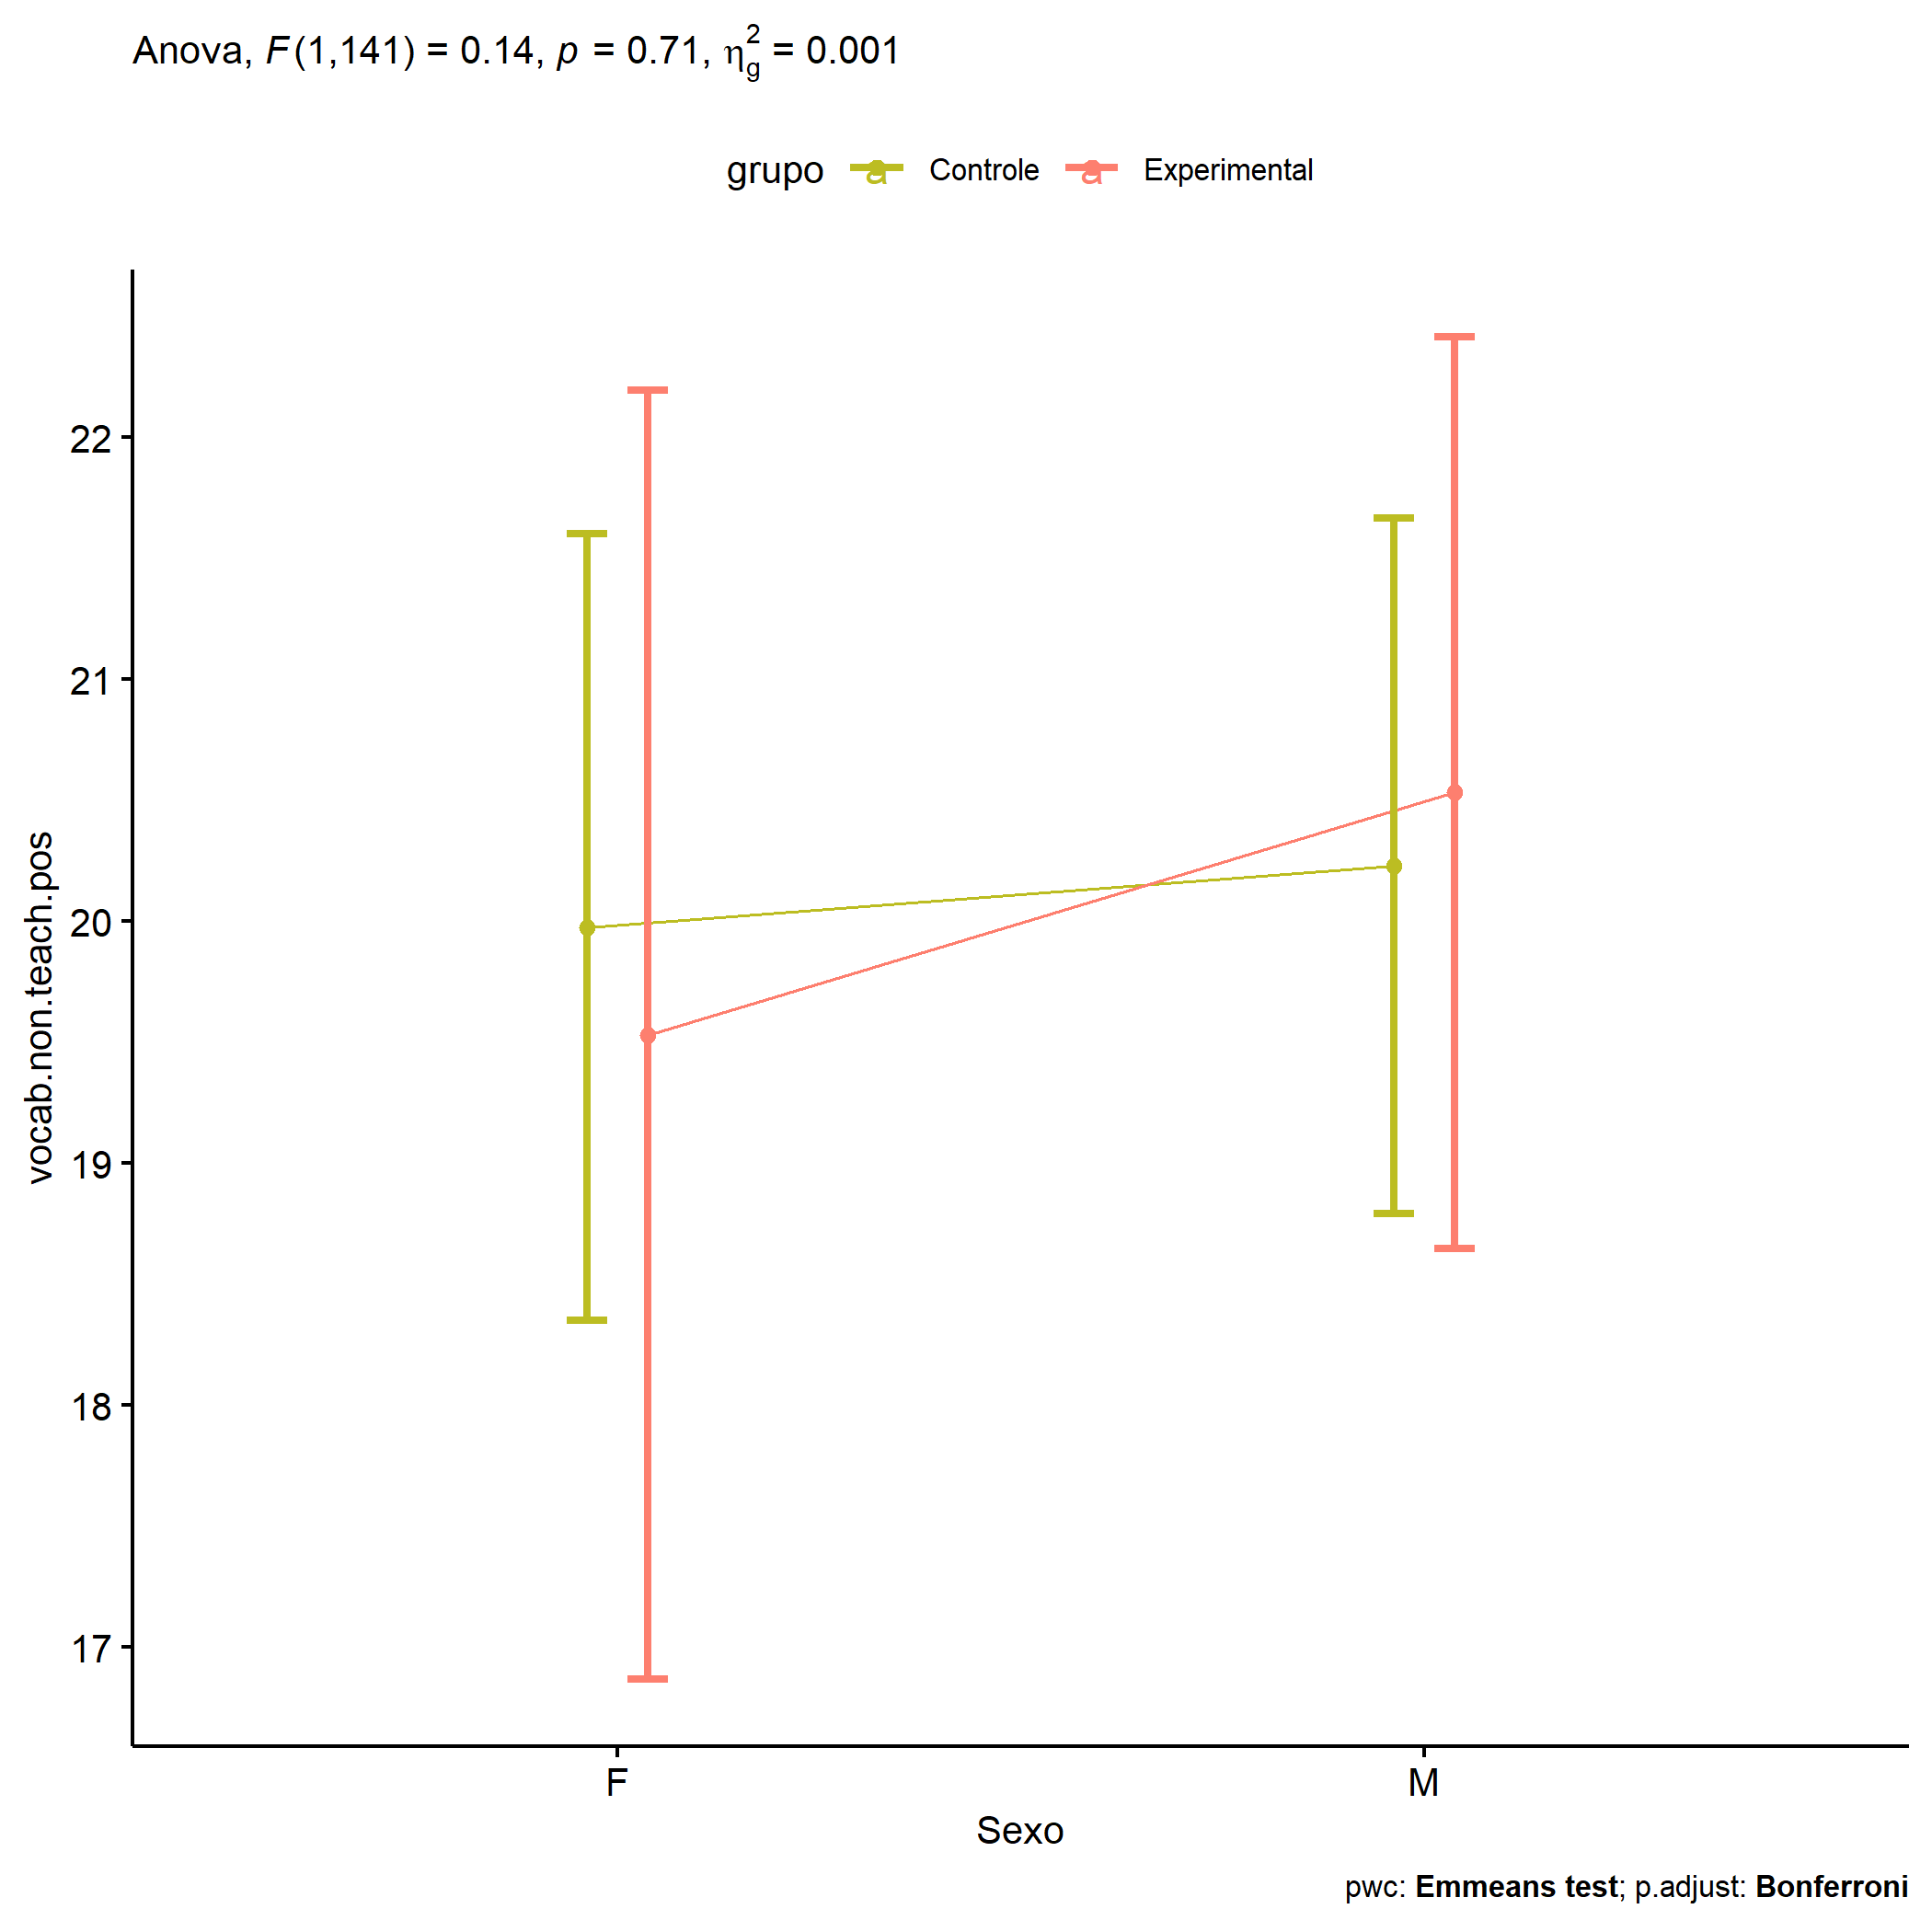 Anova, F(1,141) = 0.14, p = 0.71, η²g = 0.001
grupo a Controle a Experimental
22
21
20
19
18
17
vocab.non.teach.pos
F M
Sexo
pwc: Emmeans test; p.adjust: Bonferroni